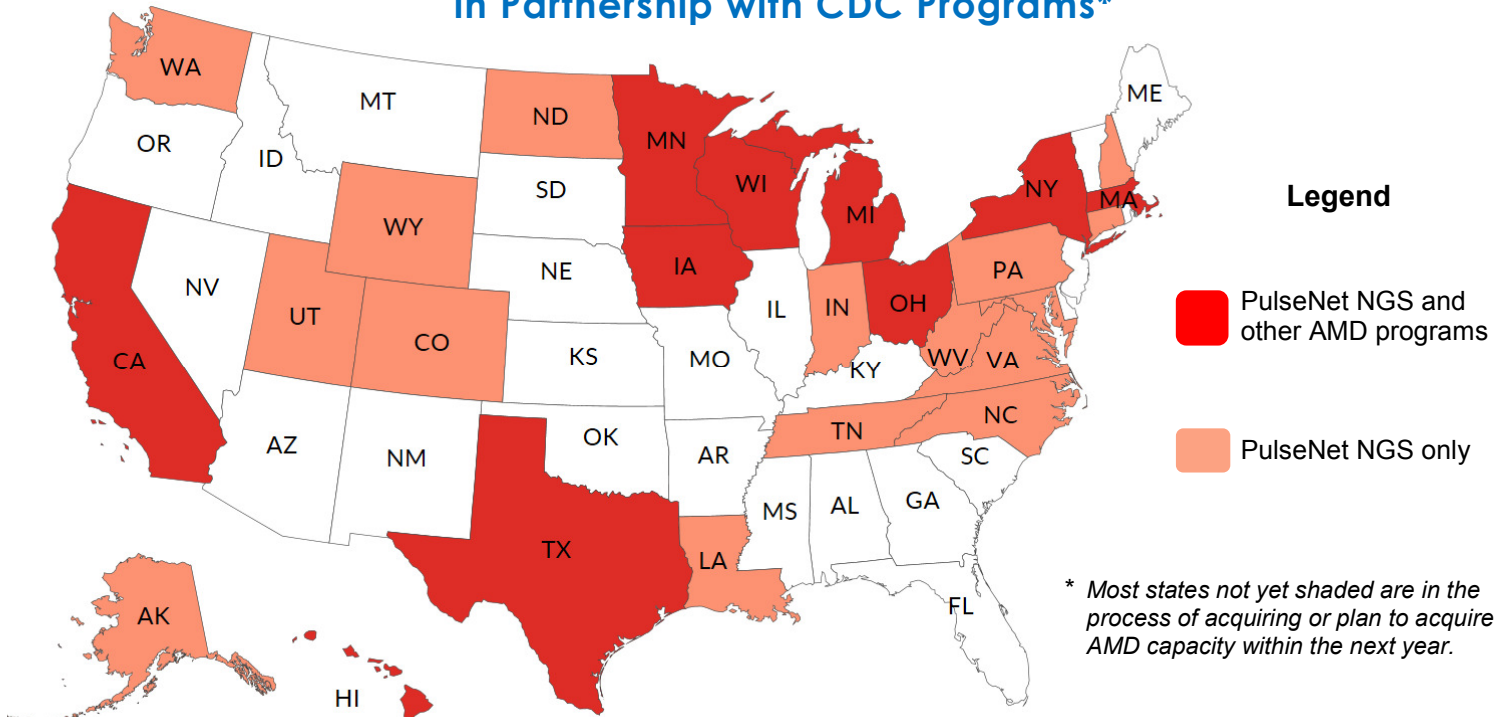 in Partnership with CDC Programs*
WA
MT
ND
MN
ME
OR
ID
SD
WI
NY
MA
MI
WY
Legend
NV
NE
IA
PA
UT
CO
IL
IN
OH
PulseNet NGS and
other AMD programs
CA
KS
MO
KY
WV
VA
NC
TN
AZ
NM
OK
AR
SC
PulseNet NGS only
MS
AL
GA
TX
LA
AK
FL
HI
* Most states not yet shaded are in the
process of acquiring or plan to acquire
AMD capacity within the next year.